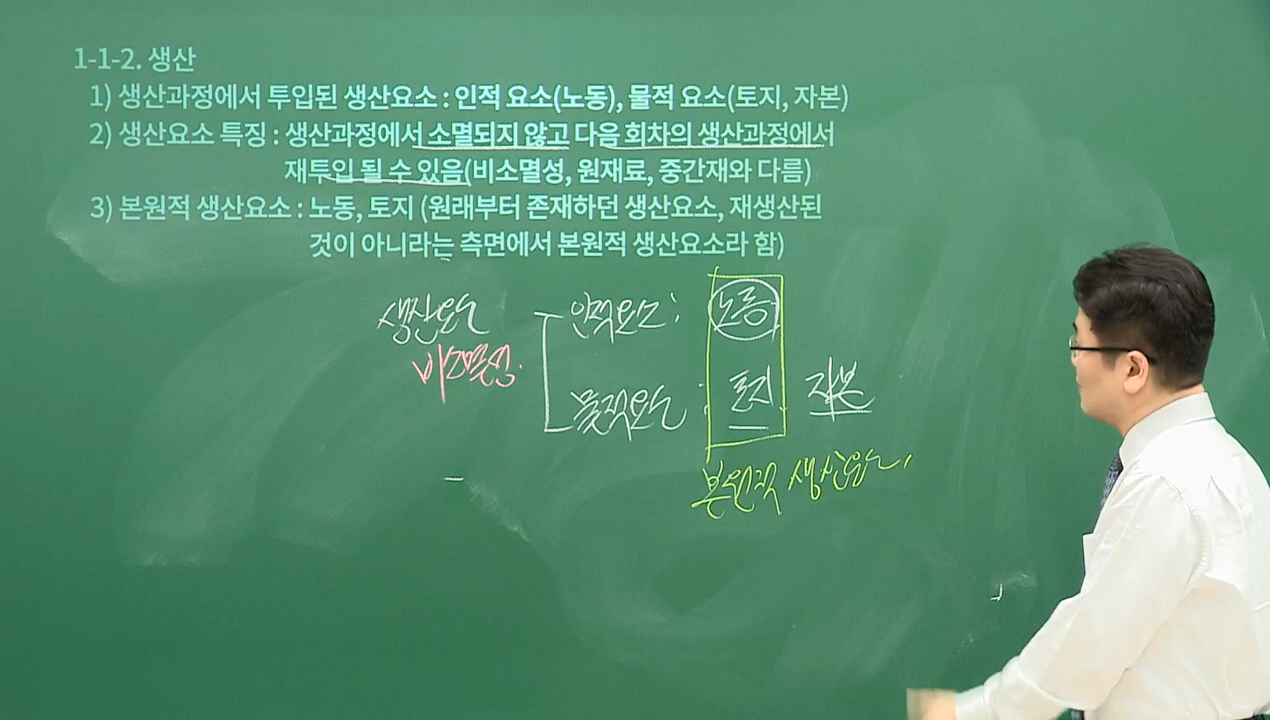 1-1-2. 생산
1) 생산과정에서 투입된 생산요소 : 인적 요소(노동), 물적 요소(토지, 자본)
2) 생산요소 특징 : 생산과정에서 소멸되지 않고 다음 회차의 생산과정에서
재투입 될 수 있음(비소멸성, 원재료, 중간재와 다름)
3) 본원적 생산요소 : 노동, 토지 (원래부터 존재하던 생산요소, 재생산된
것이 아니라는 측면에서 본원적 생산요소라 함)
생산요소 인적요소: 노동
비소멸성.
물적요소: 토지 자본
본원적 생산요소.